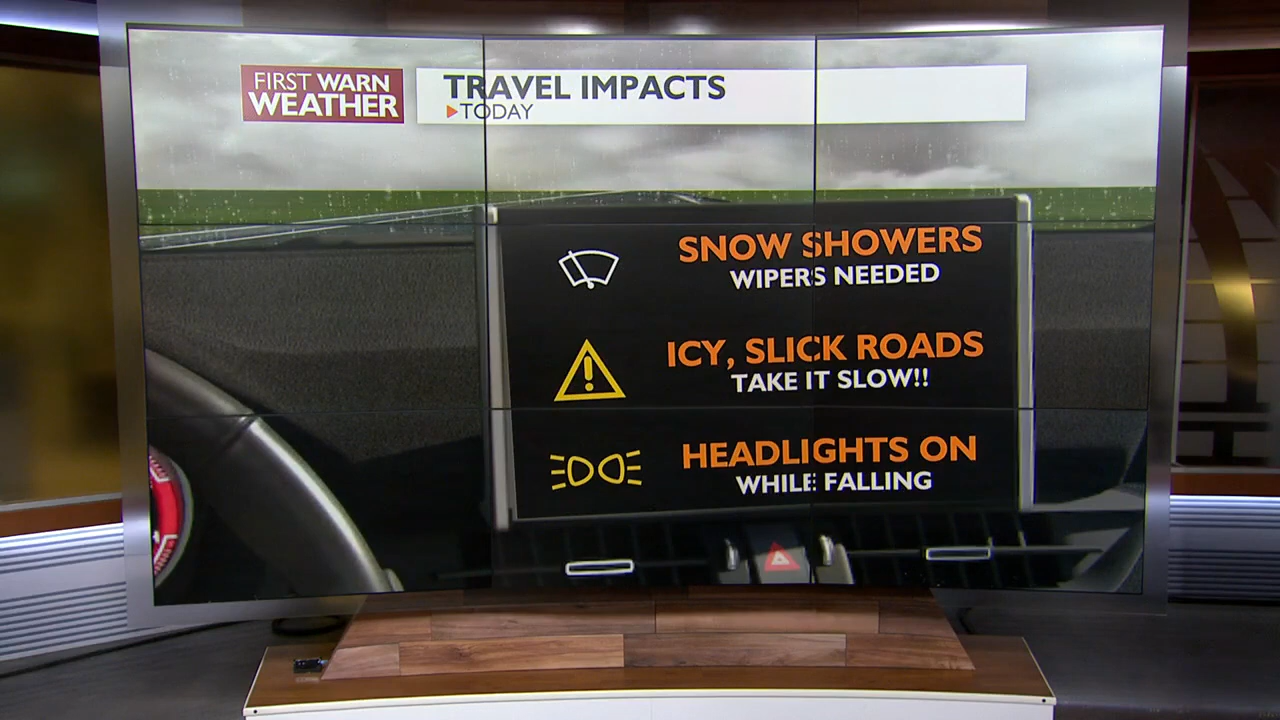 FIRST WARN
WEATHER
TRAVEL IMPACTS
TODAY
SNOW SHOWERS
WIPERS NEEDED
ICY, SLICK ROADS
TAKE IT SLOW!!
HEADLIGHTS ON
WHILE FALLING